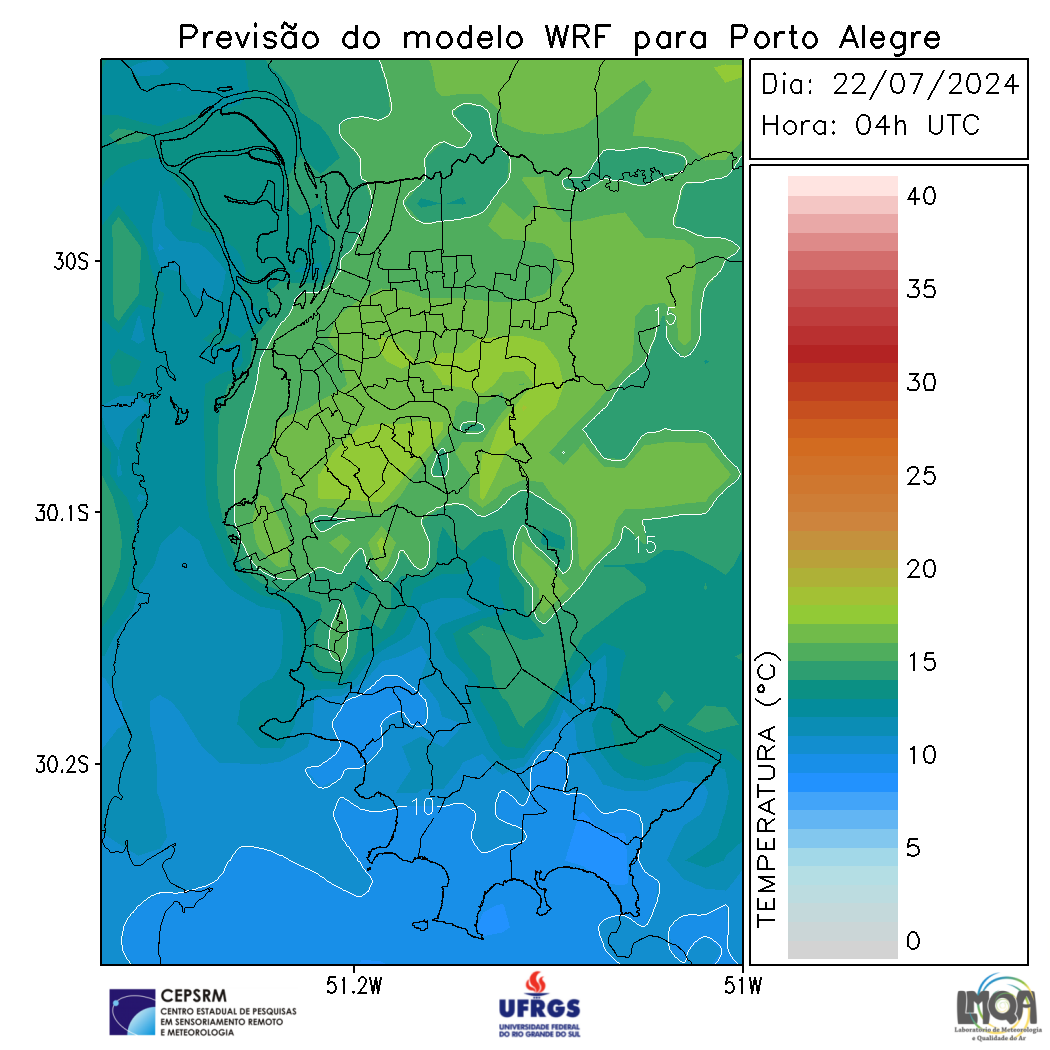 Previsão do modelo WRF para Porto Alegre
Dia: 22/07/2024
Hora: 04h UTC
30S
30.1S
30.2S
51.2W
51W
15
15
10
TEMPERATURA (°C)
40
35
30
25
20
15
10
5
0
CEPSRM
CENTRO ESTADUAL DE PESQUISAS
EM SENSORIAMENTO REMOTO
E METEOROLOGIA
UFRGS
UNIVERSIDADE FEDERAL
DO RIO GRANDE DO SUL
LMQA
Laboratório de Meteorologia
e Qualidade do Ar